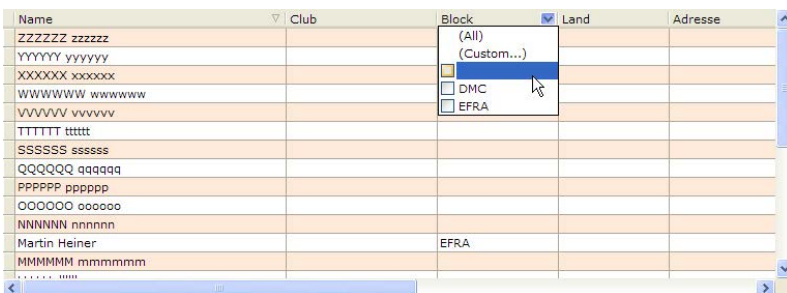 Name Club Block Land Adresse
ZZZZZZ zzzzzz
(All)
YYYYYY yyyyyy
(Custom...)
XXXXXX xxxxxx
WWWWWW wwwwww
DMC
VVVVVV vvvvvv
EFRA
TTTTTT tttttt
SSSSSS ssssss
QQQQQQ qqqqqq
PPPPPP pppppp
OOOOOO oooooo
NNNNNN nnnnnn
Martin Heiner EFRA
MMMMMM mmmmmm